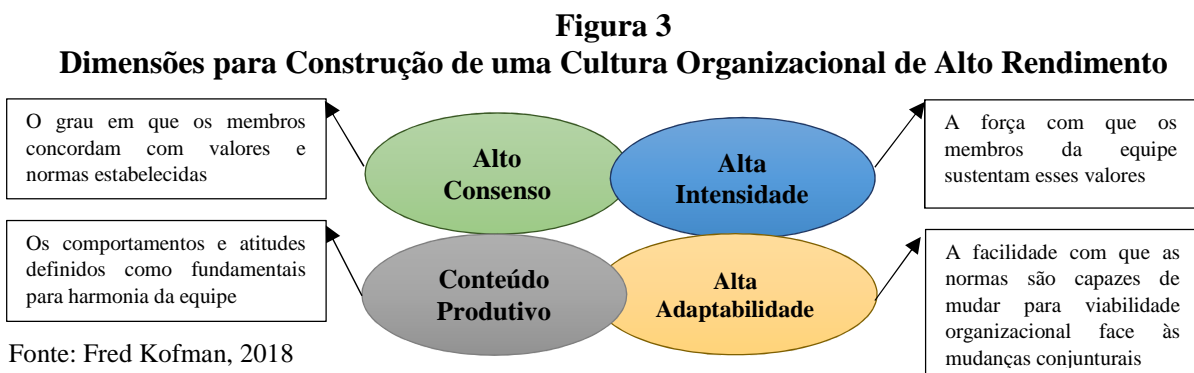 Figura 3
Dimensões para Construção de uma Cultura Organizacional de Alto Rendimento
O grau em que os membros
concordam com valores e
normas estabelecidas
Alto
Consenso
Alta
Intensidade
A força com que os
membros da equipe
sustentam esses valores
Os comportamentos e atitudes
definidos como fundamentais
para harmonia da equipe
Conteúdo
Produtivo
Alta
Adaptabilidade
A facilidade com que as
normas são capazes de
mudar para viabilidade
organizacional face às
mudanças conjunturais
Fonte: Fred Kofman, 2018